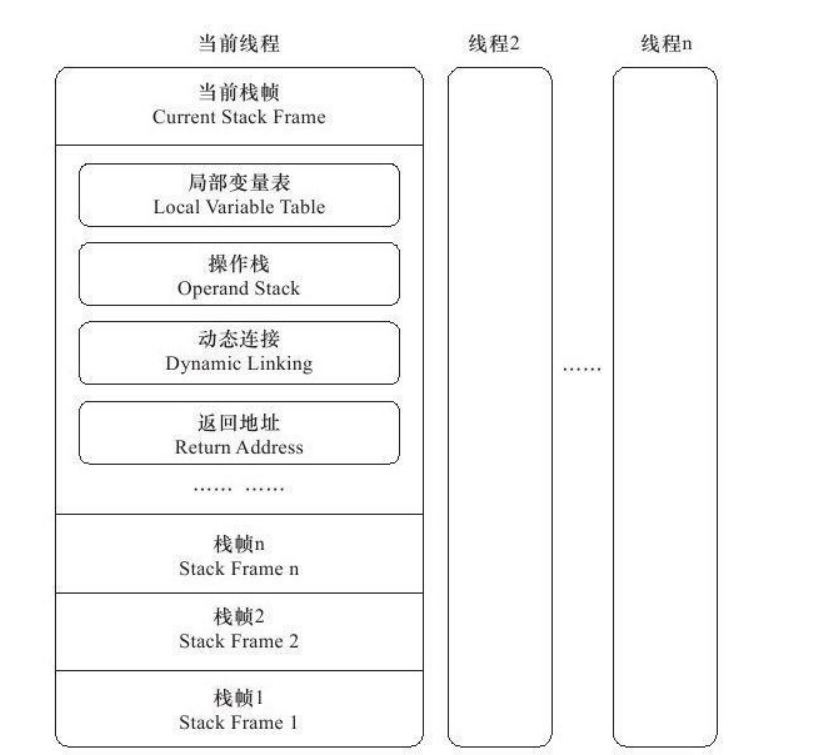 当前线程
线程2
线程n
当前栈帧
Current Stack Frame
局部变量表
Local Variable Table
操作栈
Operand Stack
动态连接
Dynamic Linking
返回地址
Return Address
…… ……
……
栈帧n
Stack Frame n
栈帧2
Stack Frame 2
栈帧1
Stack Frame 1